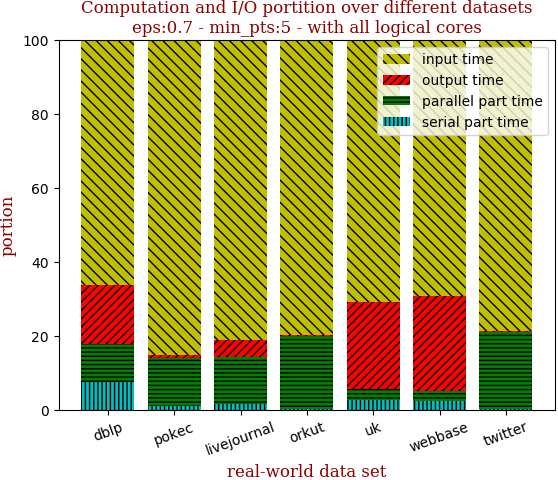 Computation and I/O portition over different datasets
eps:0.7 - min_pts:5 - with all logical cores
100
80
60
40
20
0
portion
input time
output time
parallel part time
serial part time
dblp
pokec
livejournal
orkut
uk
webbase
twitter
real-world data set